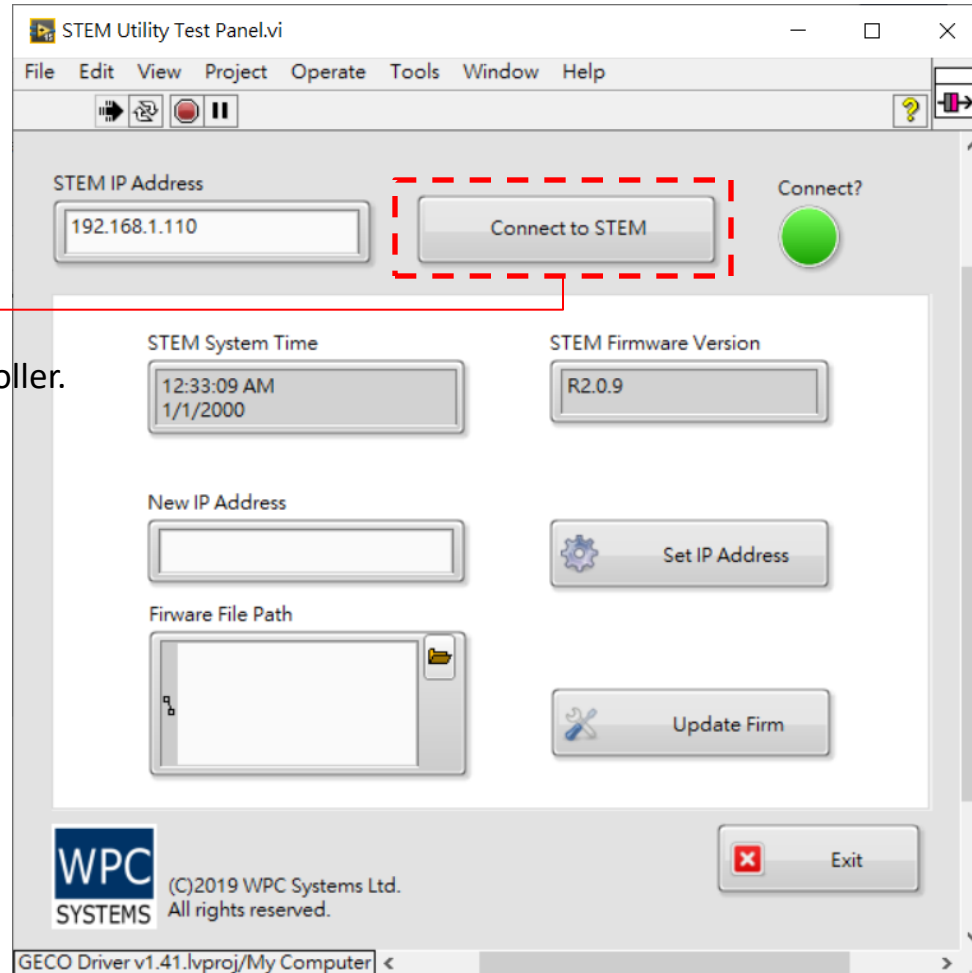 STEM Utility Test Panel.vi
File Edit View Project Operate Tools Window Help
STEM IP Address
192.168.1.110
Connect to STEM
Connect?
oller.
STEM System Time
12:33:09 AM
1/1/2000
STEM Firmware Version
R2.0.9
New IP Address
Set IP Address
Firware File Path
Update Firm
WPC
SYSTEMS
(C)2019 WPC Systems Ltd.
All rights reserved.
Exit
GECO Driver v1.41.lvproj/My Computer